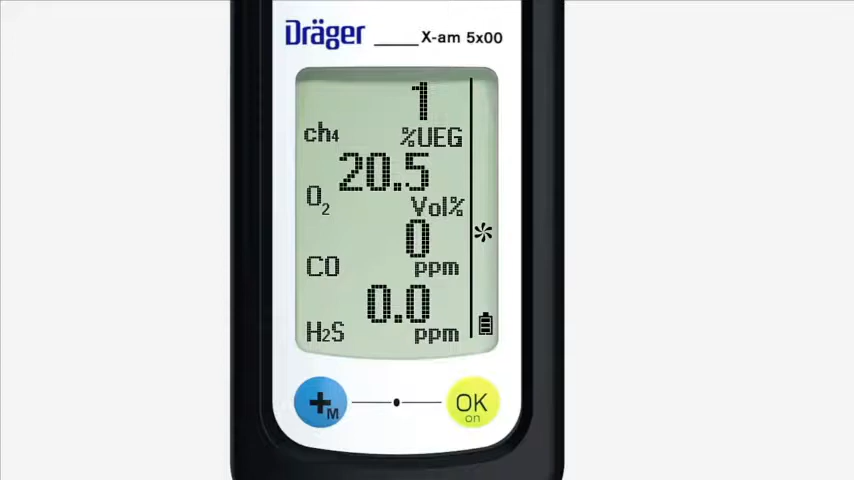 Dräger ____ X-am 5x00
1
ch4 %UEG
20.5
O2 Vol%
0
CO ppm
0.0
H2S ppm
+M OK
on